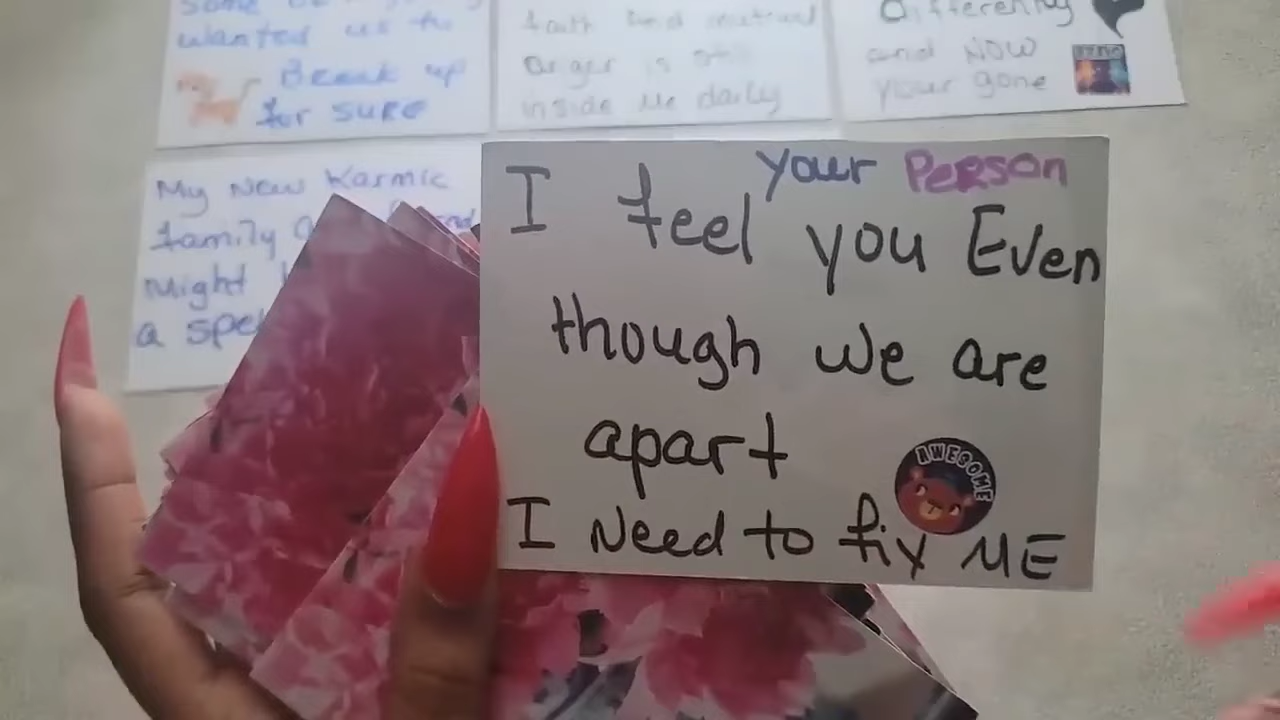 wanted us to
Break up
for sure
and mutual
anger is still
inside me daily
Differently
and NOW
your gone
My New Karmic
family
Might
a spel
your Person
I feel you Even
though we are
apart
AWESOME
I Need to fix ME